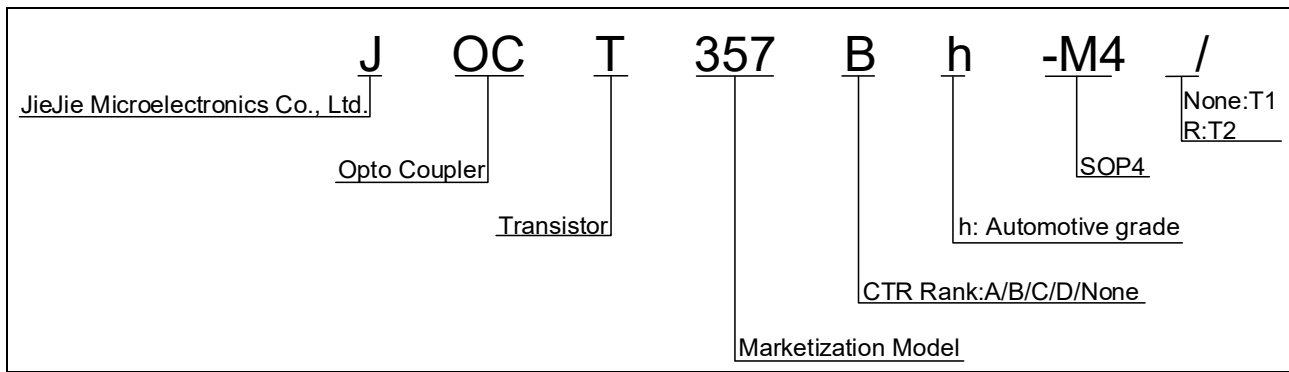 J OC T 357 B h -M4 /
JieJie Microelectronics Co., Ltd.
None:T1
R:T2
Opto Coupler
SOP4
Transistor
h: Automotive grade
CTR Rank:A/B/C/D/None
Marketization Model